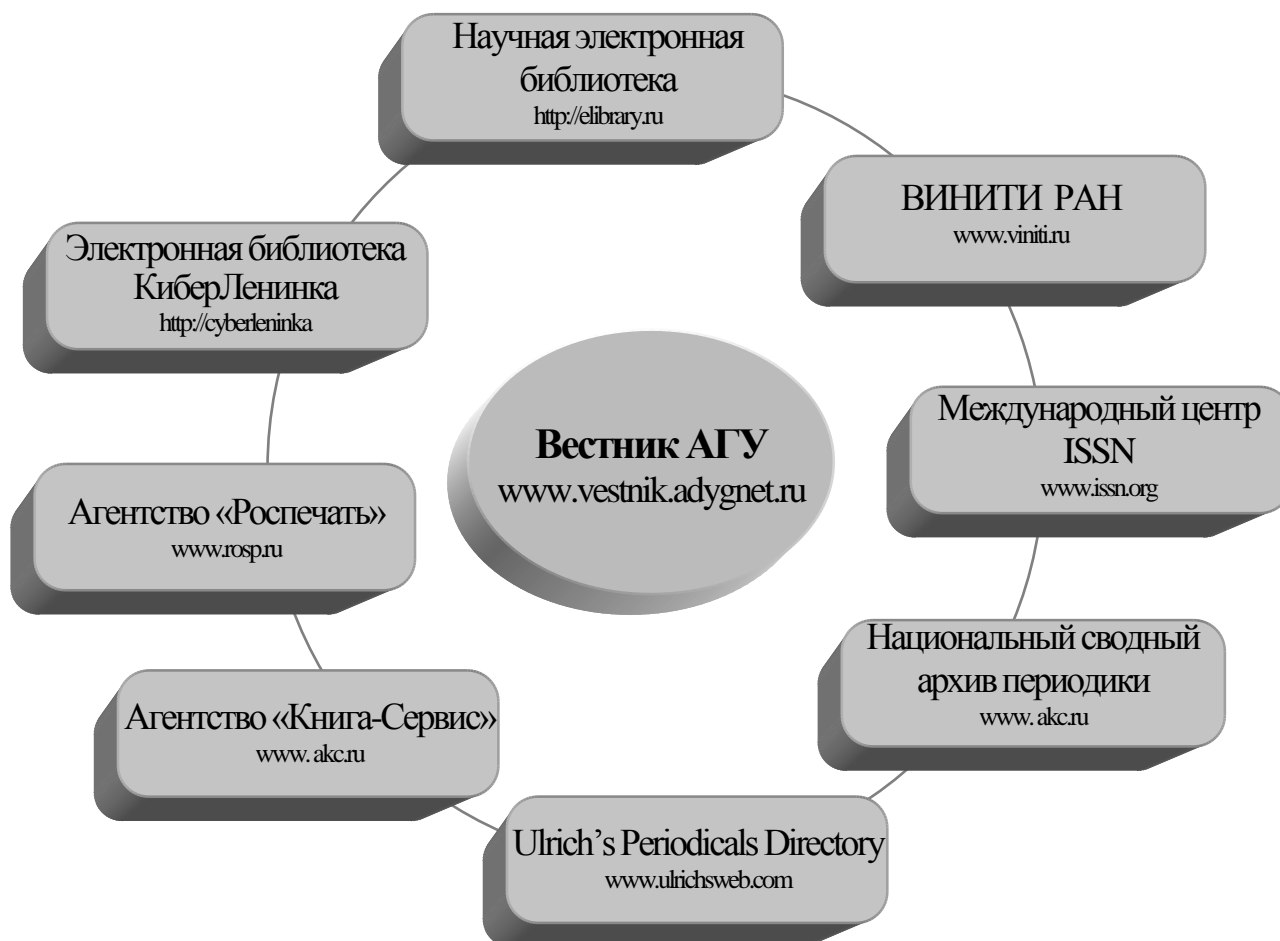 Научная электронная
библиотека
http://elibrary.ru
ВИНИТИ РАН
www.viniti.ru
Электронная библиотека
КиберЛенинка
http://cyberleninka
Международный центр
ISSN
www.issn.org
Вестник АГУ
www.vestnik.adygnet.ru
Агентство «Роспечать»
www.rosp.ru
Национальный сводный
архив периодики
www. akc.ru
Агентство «Книга-Сервис»
www. akc.ru
Ulrich’s Periodicals Directory
www.ulrichsweb.com